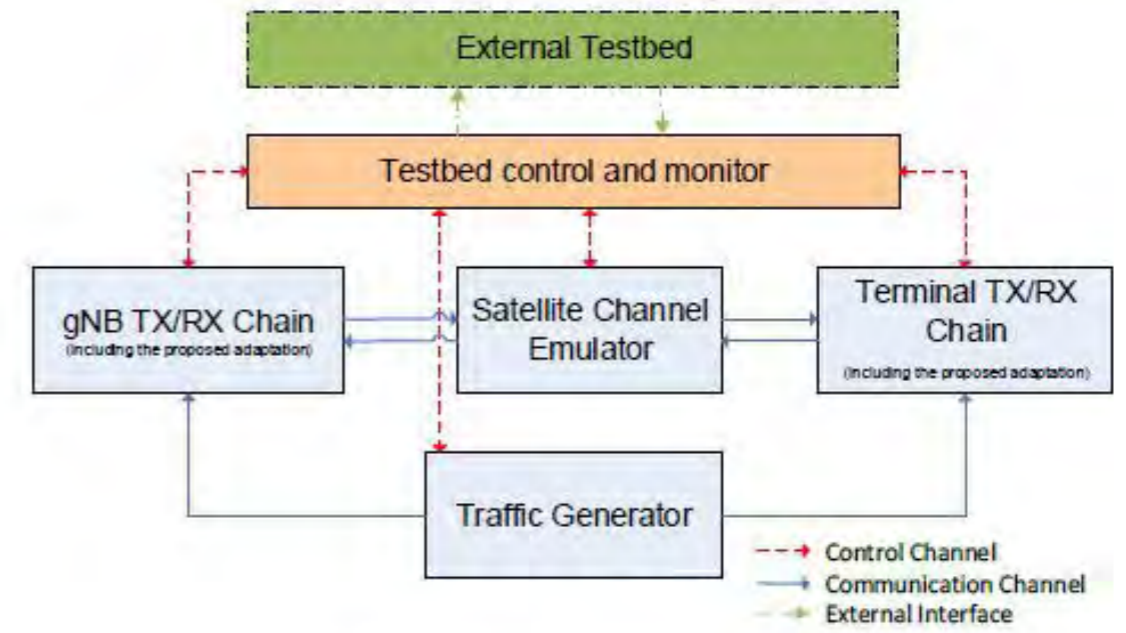 External Testbed
Testbed control and monitor
gNB TX/RX Chain
(Including the proposed adaptation)
Satellite Channel
Emulator
Terminal TX/RX
Chain
(Including the proposed adaptation)
Traffic Generator
Control Channel
Communication Channel
External Interface